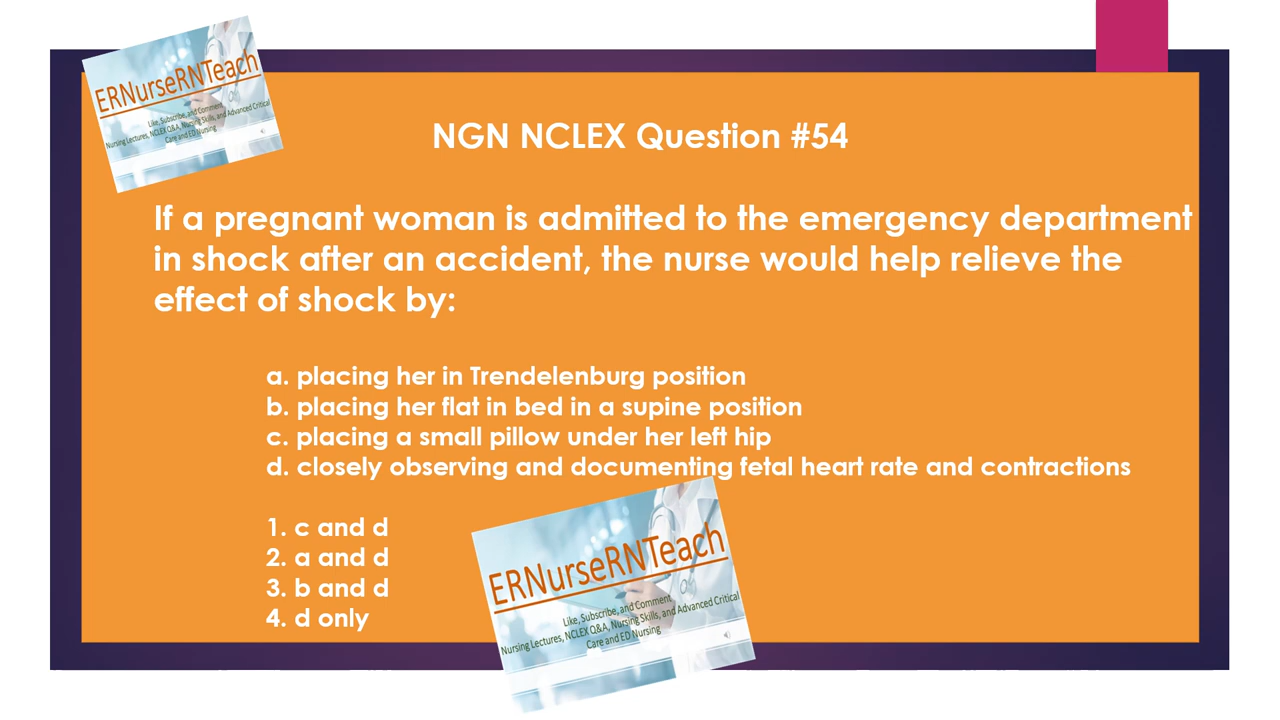 ERNurseRNTeach
Like, Subscribe, and Comment
Nursing Lectures, NCLEX Q&A, Nursing Skills, and Advanced Critical
Care and ED Nursing
NGN NCLEX Question #54
If a pregnant woman is admitted to the emergency department
in shock after an accident, the nurse would help relieve the
effect of shock by:
a. placing her in Trendelenburg position
b. placing her flat in bed in a supine position
c. placing a small pillow under her left hip
d. closely observing and documenting fetal heart rate and contractions
1. c and d
2. a and d
3. b and d
4. d only
ERNurseRNTeach
Like, Subscribe, and Comment
Nursing Lectures, NCLEX Q&A, Nursing Skills, and Advanced Critical
Care and ED Nursing